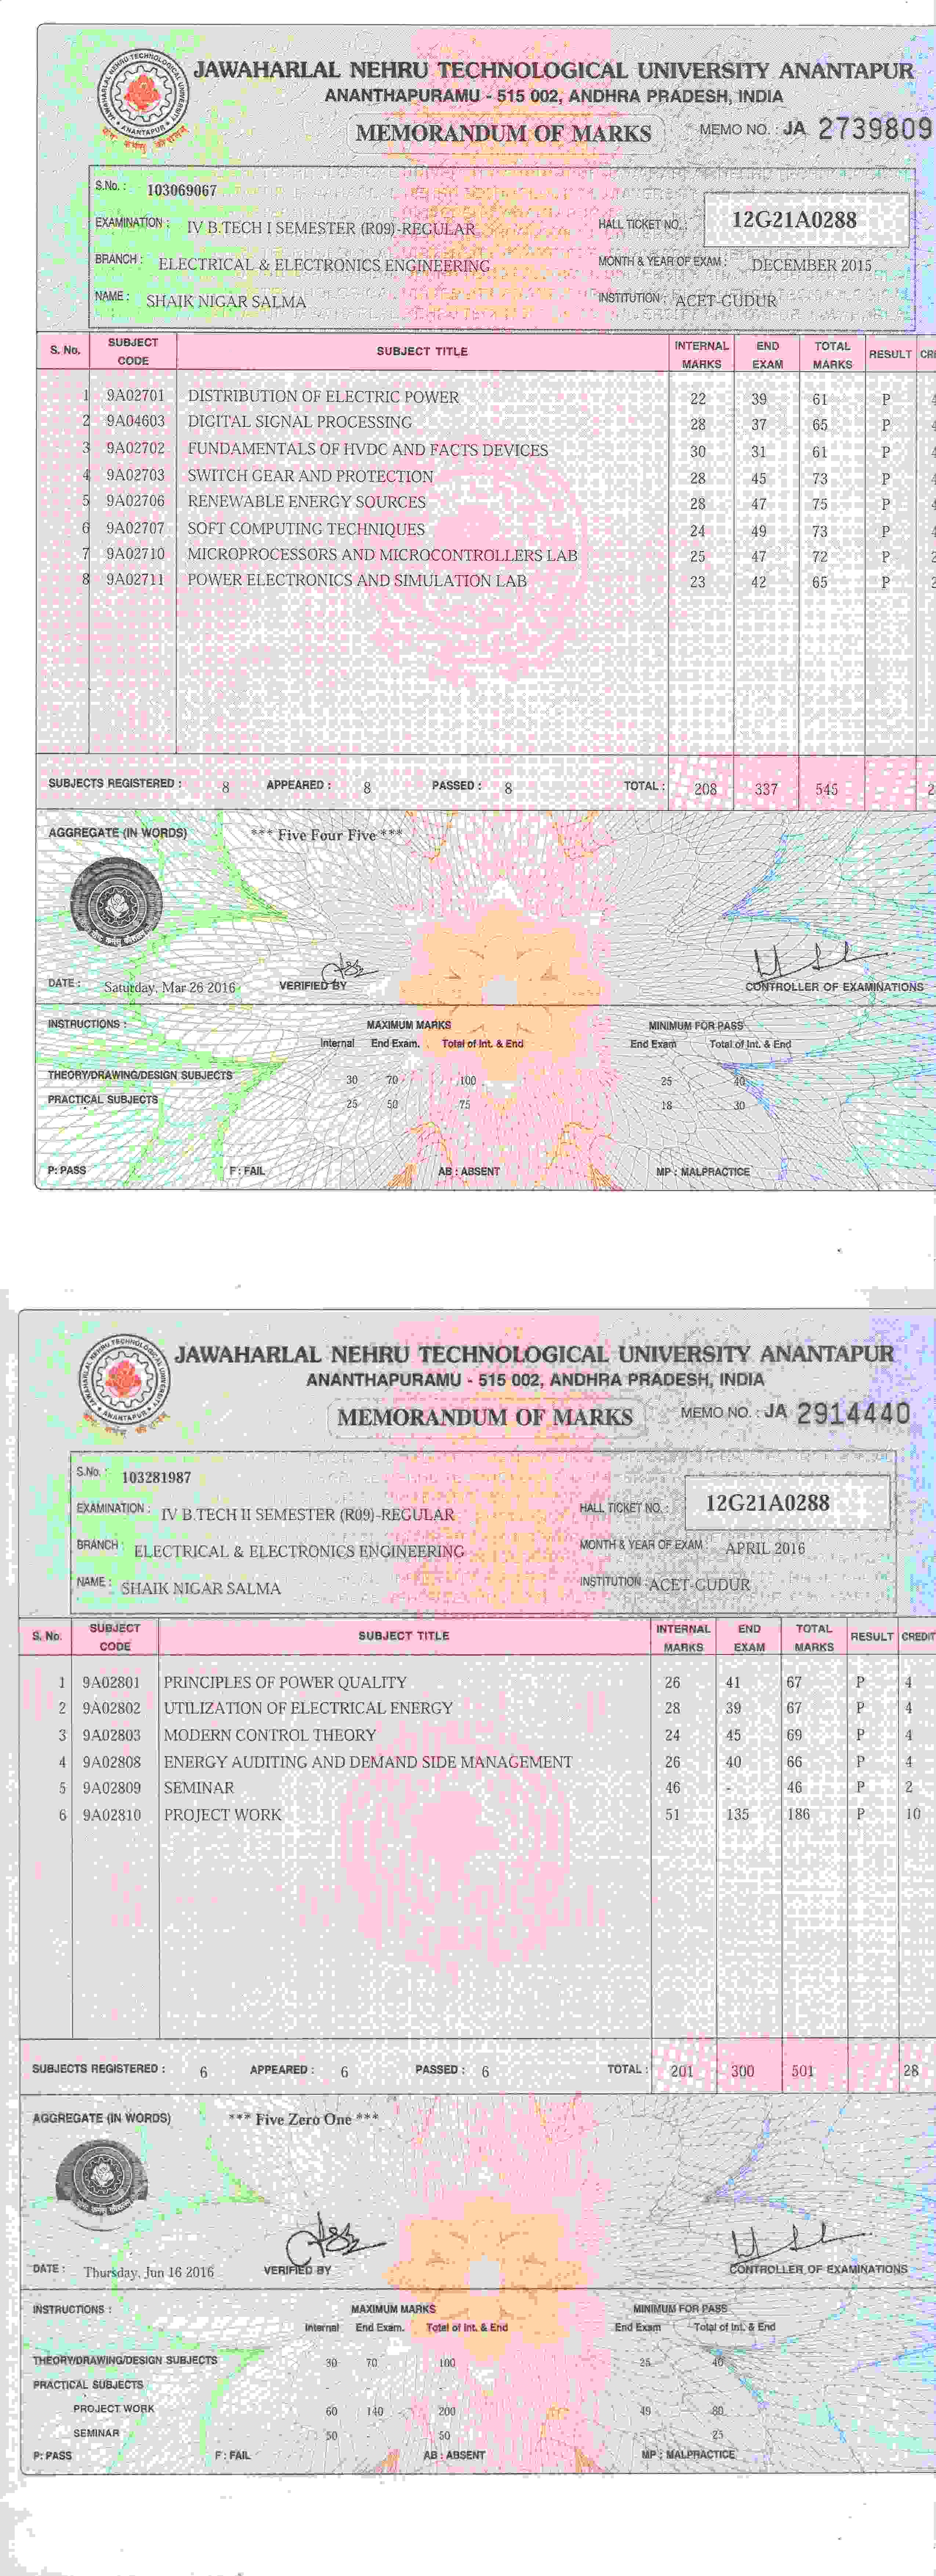 JAWAHARLAL NEHRU TECHNOLOGICAL UNIVERSITY ANANTAPUR
ANANTHAPURAMU - 515 002, ANDHRA PRADESH, INDIA
MEMORANDUM OF MARKS MEMO NO. : JA 2739809
S.No. : 103069067
EXAMINATION : IV B.TECH I SEMESTER (R09)-REGULAR HALL TICKET NO. : 12G21A0288
BRANCH : ELECTRICAL & ELECTRONICS ENGINEERING MONTH & YEAR OF EXAM : DECEMBER 2015
NAME : SHAIK NIGAR SALMA INSTITUTION : ACET-GUDUR
S. No. SUBJECT CODE SUBJECT TITLE INTERNAL MARKS END EXAM TOTAL MARKS RESULT
1 9A02701 DISTRIBUTION OF ELECTRIC POWER 22 39 61 P 4
2 9A04603 DIGITAL SIGNAL PROCESSING 28 37 65 P 4
3 9A02702 FUNDAMENTALS OF HVDC AND FACTS DEVICES 30 31 61 P 4
4 9A02703 SWITCH GEAR AND PROTECTION 28 45 73 P 4
5 9A02706 RENEWABLE ENERGY SOURCES 28 47 75 P 4
6 9A02707 SOFT COMPUTING TECHNIQUES 24 49 73 P 4
7 9A02710 MICROPROCESSORS AND MICROCONTROLLERS LAB 25 47 72 P 2
8 9A02711 POWER ELECTRONICS AND SIMULATION LAB 23 42 65 P 2
SUBJECTS REGISTERED : 8 APPEARED : 8 PASSED : 8 TOTAL : 208 337 545 2
AGGREGATE (IN WORDS) *** Five Four Five ***
DATE : Saturday, Mar 26 2016 VERIFIED BY CONTROLLER OF EXAMINATIONS
INSTRUCTIONS : MAXIMUM MARKS MINIMUM FOR PASS
Internal End Exam. Total of Int. & End End Exam Total of Int. & End
THEORY/DRAWING/DESIGN SUBJECTS 30 70 100 25 40
PRACTICAL SUBJECTS 25 50 75 18 30
P: PASS F : FAIL AB : ABSENT MP : MALPRACTICE
JAWAHARLAL NEHRU TECHNOLOGICAL UNIVERSITY ANANTAPUR
ANANTHAPURAMU - 515 002, ANDHRA PRADESH, INDIA
MEMORANDUM OF MARKS MEMO NO. : JA 2914440
S.No. : 103281987
EXAMINATION : IV B.TECH II SEMESTER (R09)-REGULAR HALL TICKET NO. : 12G21A0288
BRANCH : ELECTRICAL & ELECTRONICS ENGINEERING MONTH & YEAR OF EXAM : APRIL 2016
NAME : SHAIK NIGAR SALMA INSTITUTION : ACET-GUDUR
S. No. SUBJECT CODE SUBJECT TITLE INTERNAL MARKS END EXAM TOTAL MARKS RESULT CREDIT
1 9A02801 PRINCIPLES OF POWER QUALITY 26 41 67 P 4
2 9A02802 UTILIZATION OF ELECTRICAL ENERGY 28 39 67 P 4
3 9A02803 MODERN CONTROL THEORY 24 45 69 P 4
4 9A02808 ENERGY AUDITING AND DEMAND SIDE MANAGEMENT 26 40 66 P 4
5 9A02809 SEMINAR 46 - 46 P 2
6 9A02810 PROJECT WORK 51 135 186 P 10
SUBJECTS REGISTERED : 6 APPEARED : 6 PASSED : 6 TOTAL : 201 300 501 28
AGGREGATE (IN WORDS) *** Five Zero One ***
DATE : Thursday, Jun 16 2016 VERIFIED BY CONTROLLER OF EXAMINATIONS
INSTRUCTIONS : MAXIMUM MARKS MINIMUM FOR PASS
Internal End Exam. Total of Int. & End End Exam Total of Int. & End
THEORY/DRAWING/DESIGN SUBJECTS 30 70 100 25 40
PRACTICAL SUBJECTS - - -
PROJECT WORK 60 140 200 49 80
SEMINAR 50 - 50 25
P: PASS F : FAIL AB : ABSENT MP : MALPRACTICE